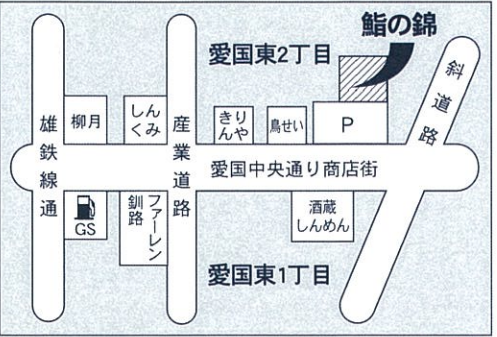 鮨の錦
愛国東2丁目
斜道路
雄鉄線通
柳月
しん
くみ
産業道路
きり
んや
鳥せい
P
愛国中央通り商店街
GS
釧路
ファーレン
酒蔵
しんめん
愛国東1丁目